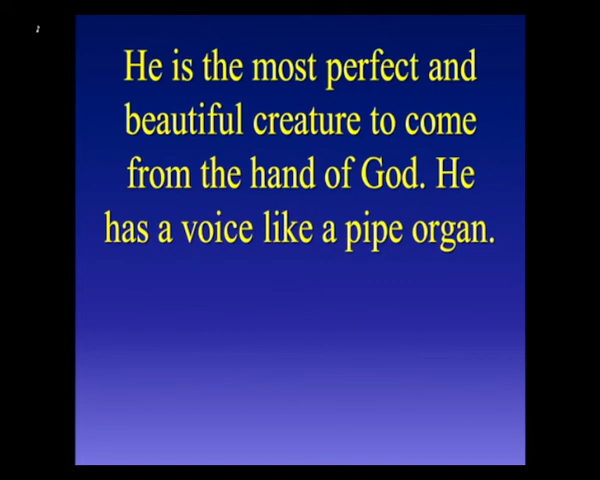 He is the most perfect and
beautiful creature to come
from the hand of God. He
has a voice like a pipe organ.